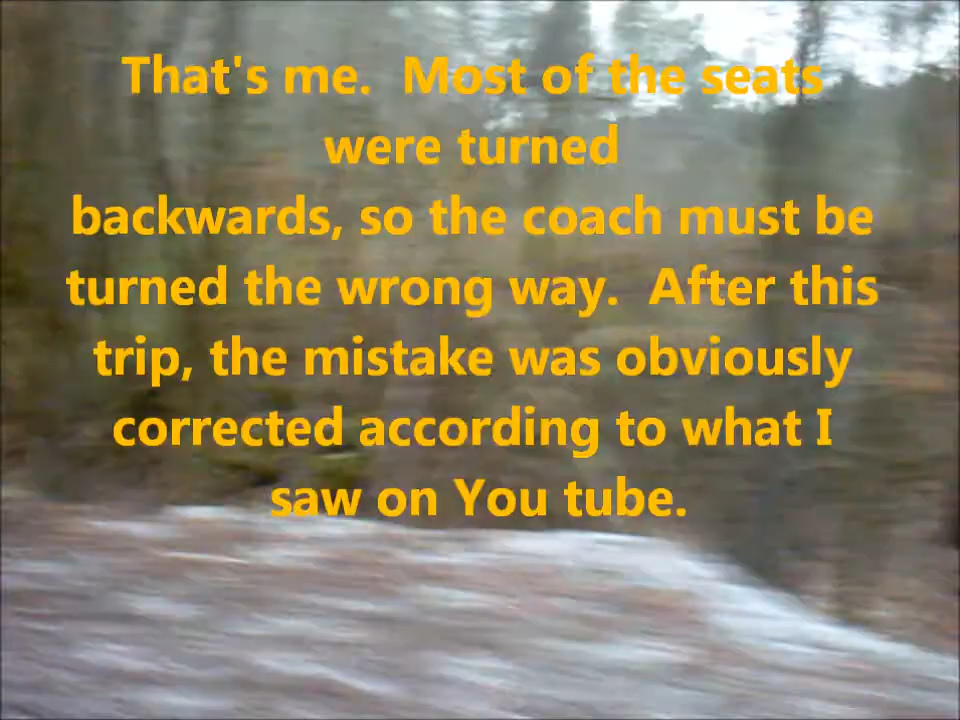 That's me.  Most of the seats
were turned
backwards, so the coach must be
turned the wrong way.  After this
trip, the mistake was obviously
corrected according to what I
saw on You tube.